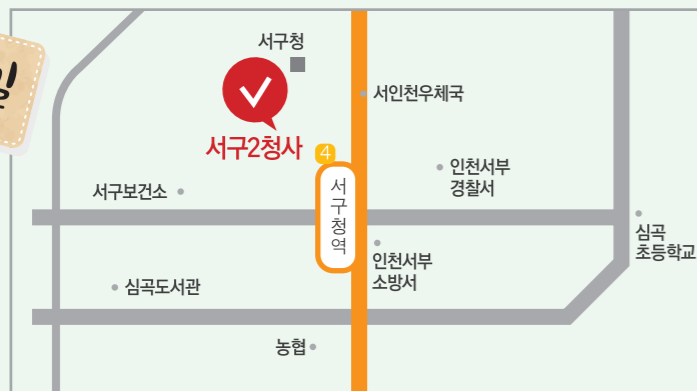 서구청
서인천우체국
서구2청사
4
인천서부
경찰서
서구보건소
서구청역
심곡
초등학교
인천서부
소방서
심곡도서관
농협